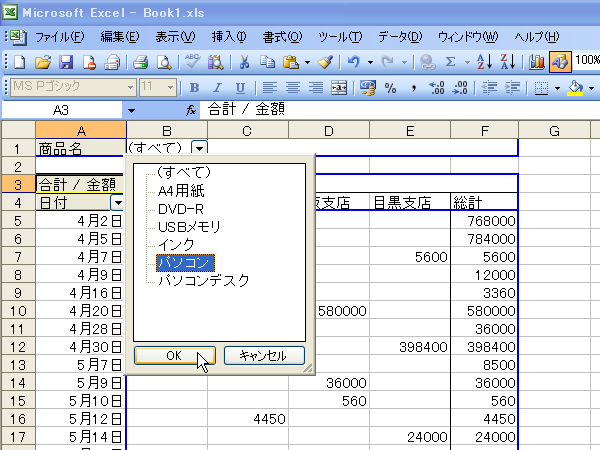 Microsoft Excel - Book1.xls
ファイル(F) 編集(E) 表示(V) 挿入(I) 書式(O) ツール(T) データ(D) ウィンドウ(W) ヘルプ(H)
100%
MS Pゴシック 11 B I U
A3 fx 合計 / 金額
A B C D E F G
1 商品名 (すべて)
2
3 合計 / 金額
4 日付 支店 目黒支店 総計
5 4月2日 768000
6 4月5日 784000
7 4月7日 5600 5600
8 4月9日 12000
9 4月16日 3360
10 4月20日 580000 580000
11 4月28日 36000
12 4月30日 398400 398400
13 5月7日 8500
14 5月9日 36000 36000
15 5月10日 560 560
16 5月12日 4450 4450
17 5月14日 24000 24000
(すべて)
A4用紙
DVD-R
USBメモリ
インク
パソコン
パソコンデスク
OK キャンセル